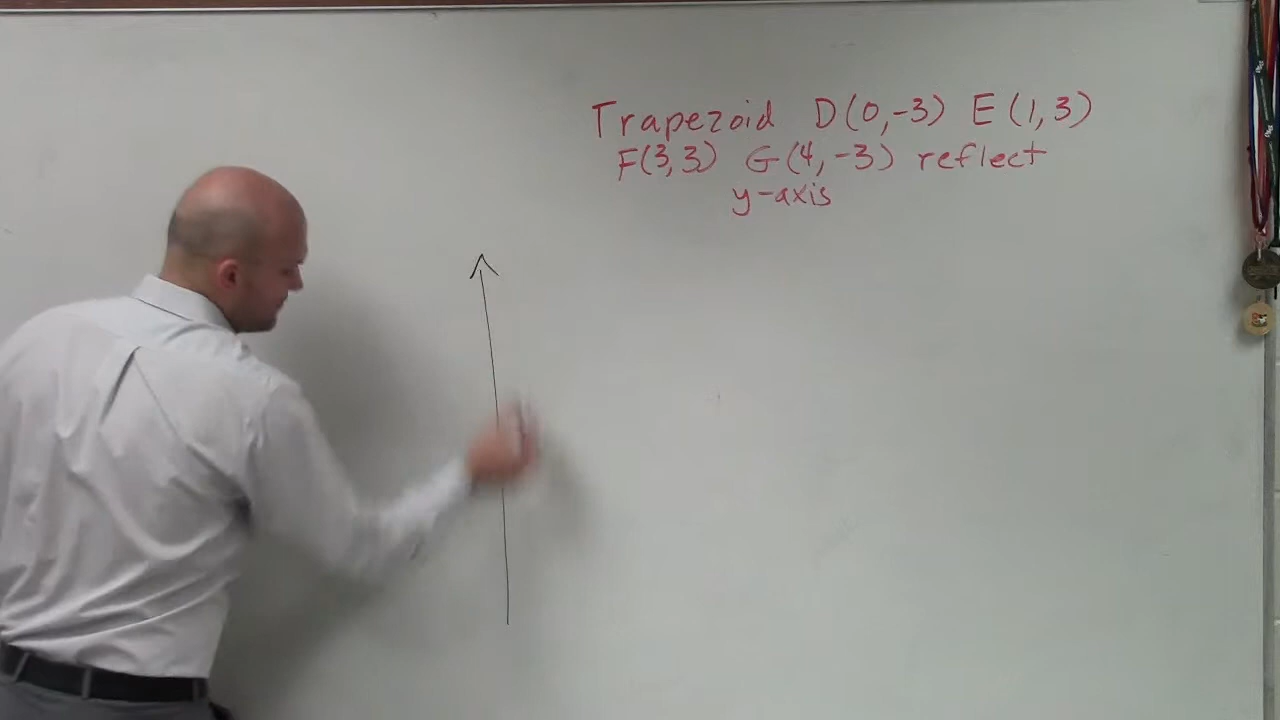 Trapezoid D(0,-3) E(1,3)
F(3,3) G(4,-3) reflect
y-axis